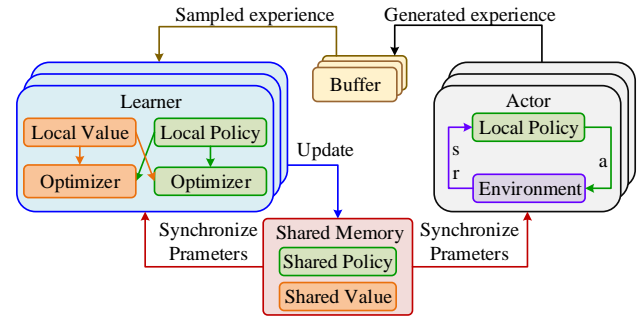 Sampled experience
Generated experience
Buffer
Learner
Local Value
Local Policy
Optimizer
Optimizer
Update
Actor
Local Policy
s
r
a
Environment
Synchronize
Prameters
Shared Memory
Shared Policy
Shared Value
Synchronize
Prameters